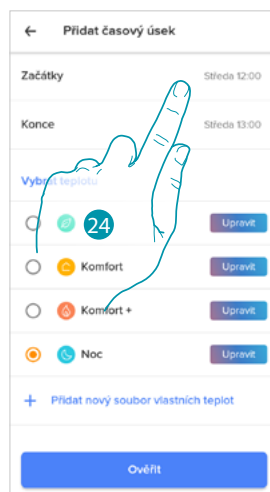 ← Přidat časový úsek
Začátky Středa 12:00
Konce Středa 13:00
Vybrat teplotu
24 Upravit
Komfort Upravit
Komfort + Upravit
Noc Upravit
+ Přidat nový soubor vlastních teplot
Ověřit